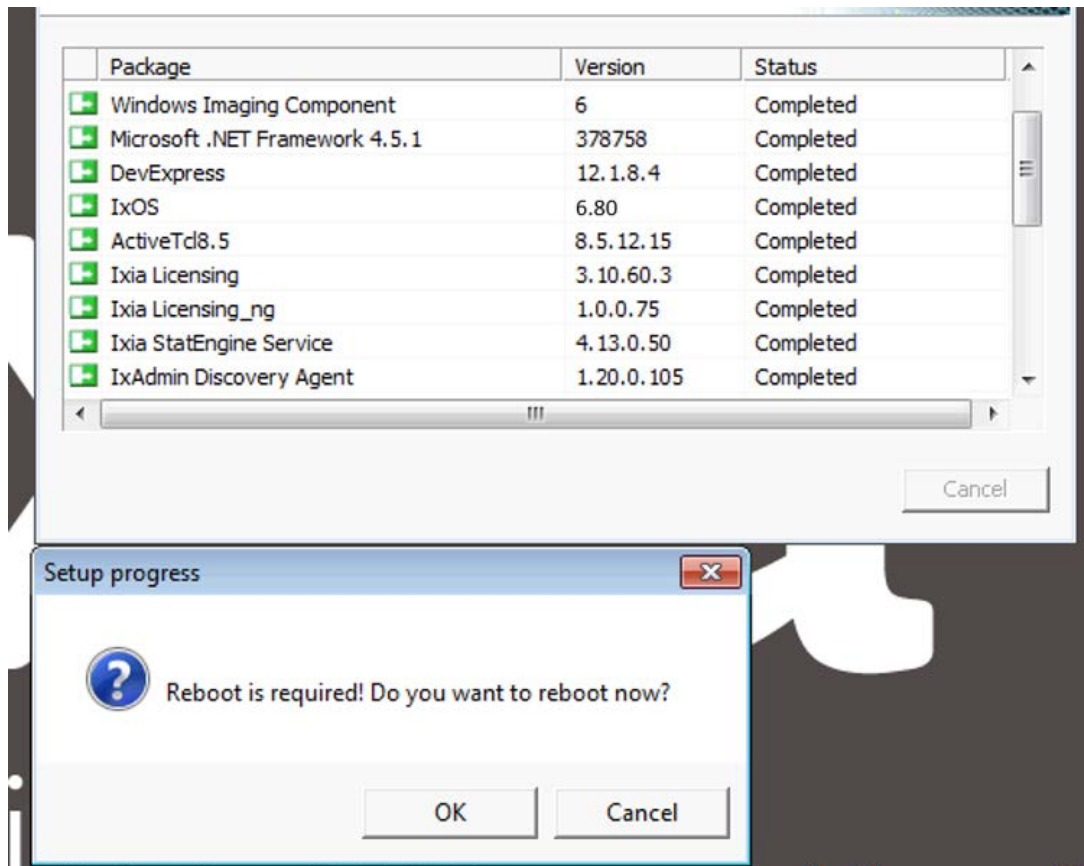 Package Version Status
Windows Imaging Component 6 Completed
Microsoft .NET Framework 4.5.1 378758 Completed
DevExpress 12.1.8.4 Completed
IxOS 6.80 Completed
ActiveTcl8.5 8.5.12.15 Completed
Ixia Licensing 3.10.60.3 Completed
Ixia Licensing_ng 1.0.0.75 Completed
Ixia StatEngine Service 4.13.0.50 Completed
IxAdmin Discovery Agent 1.20.0.105 Completed
Cancel
Setup progress
Reboot is required! Do you want to reboot now?
OK Cancel